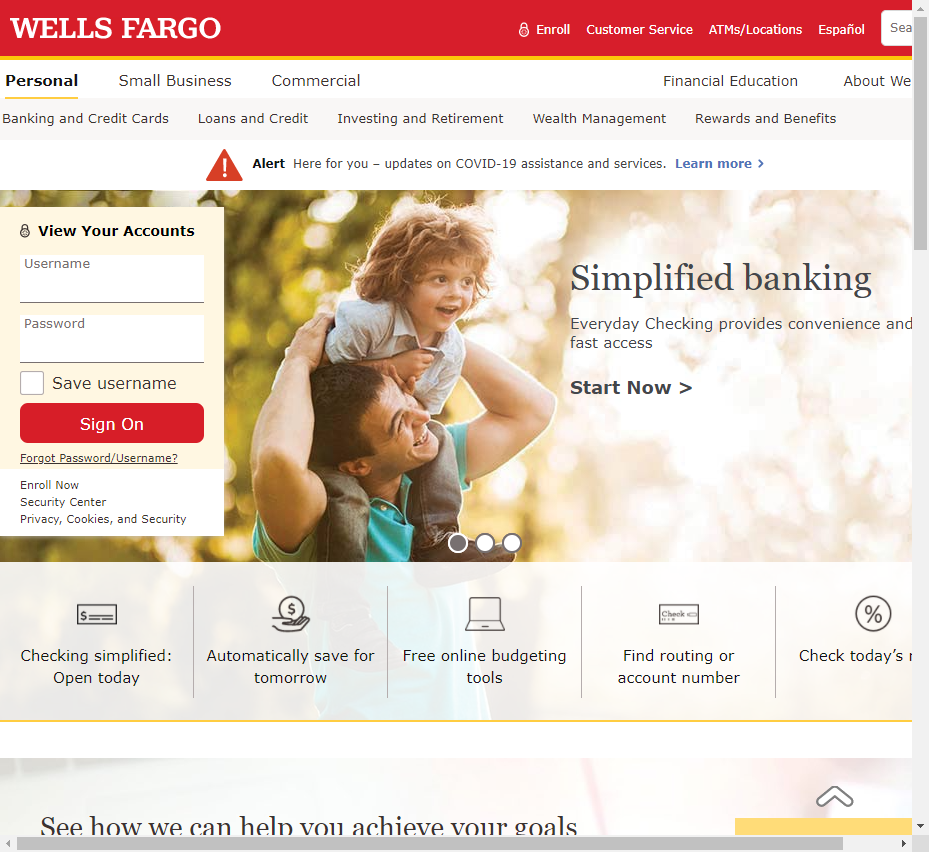 WELLS FARGO
Enroll Customer Service ATMs/Locations Español Sea
Personal Small Business Commercial Financial Education About We
Banking and Credit Cards Loans and Credit Investing and Retirement Wealth Management Rewards and Benefits
Alert Here for you – updates on COVID-19 assistance and services. Learn more >
View Your Accounts
Username
Password
Save username
Sign On
Forgot Password/Username?
Enroll Now
Security Center
Privacy, Cookies, and Security
Simplified banking
Everyday Checking provides convenience and
fast access
Start Now >
Checking simplified:
Open today
Automatically save for
tomorrow
Free online budgeting
tools
Check
Find routing or
account number
Check today's
See how we can help you achieve your goals